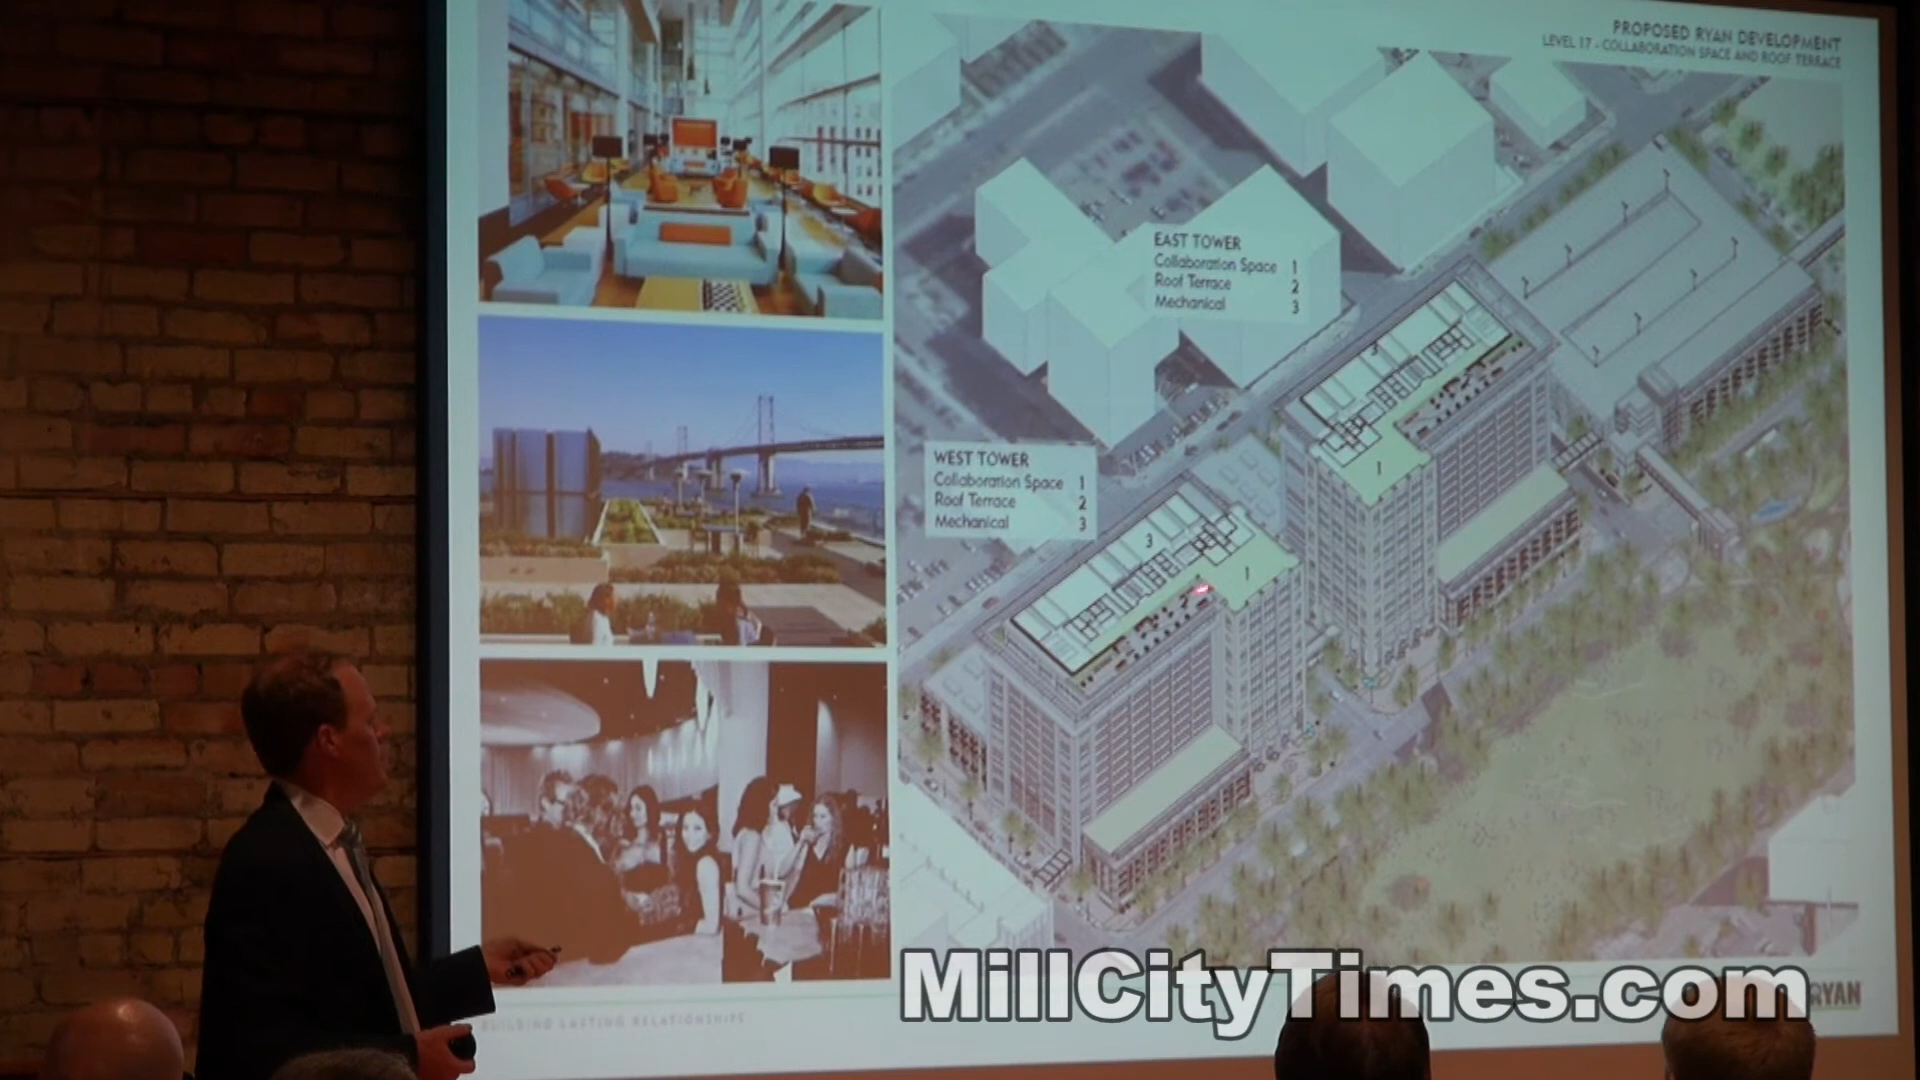 PROPOSED RYAN DEVELOPMENT
LEVEL 17 - COLLABORATION SPACE AND ROOF TERRACE
EAST TOWER
Collaboration Space 1
Roof Terrace 2
Mechanical 3
WEST TOWER
Collaboration Space 1
Roof Terrace 2
Mechanical 3
3
1
3
1
MillCityTimes.com
RYAN
BUILDING LASTING RELATIONSHIPS